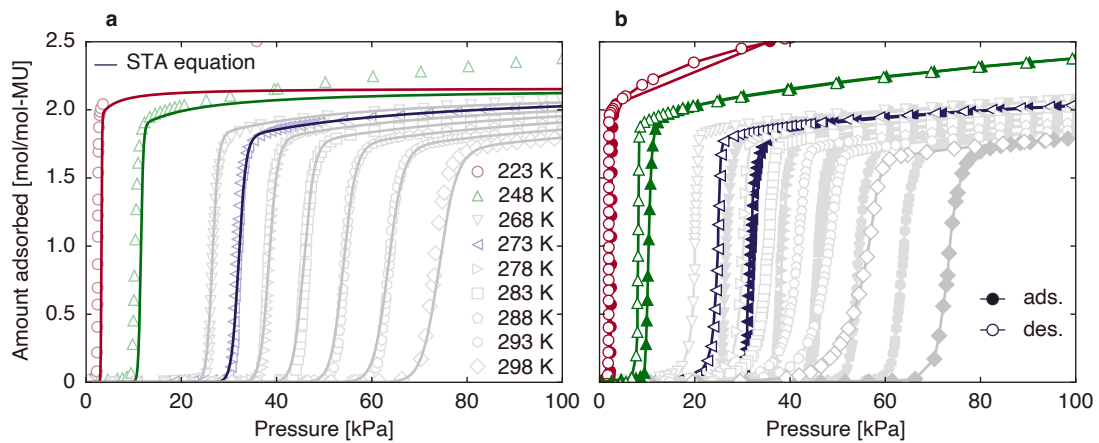 a
b
2.5
2.0
1.5
1.0
0.5
0
Amount adsorbed [mol/mol-MU]
STA equation
223 K
248 K
268 K
273 K
278 K
283 K
288 K
293 K
298 K
0 20 40 60 80 100
Pressure [kPa]
ads.
des.
0 20 40 60 80 100
Pressure [kPa]